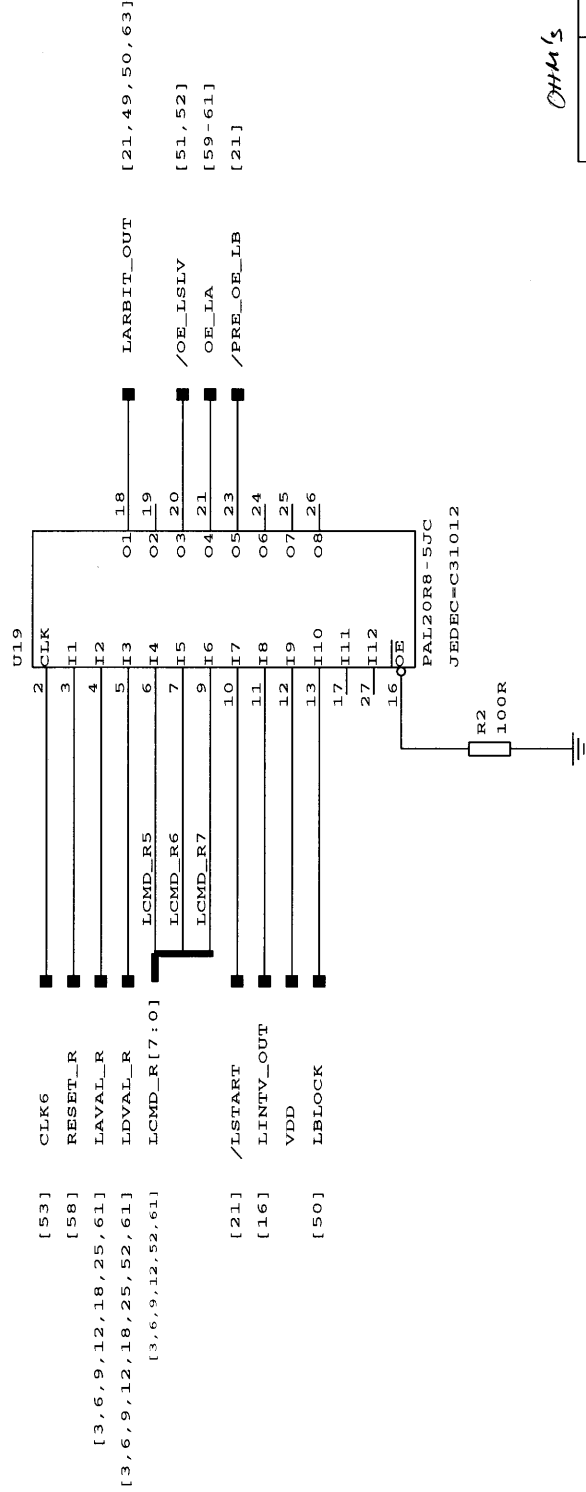 U19
[53] CLK6 2 CLK
[58] RESET_R 3 I1
[3,6,9,12,18,25,61] LAVAL_R 4 I2
[3,6,9,12,18,25,52,61] LDVAL_R 5 I3
[3,6,9,12,52,61] LCMD_R[7:0] LCMD_R5 6 I4
LCMD_R6 7 I5
LCMD_R7 9 I6
[21] /LSTART 10 I7
[16] LINTV_OUT 11 I8
VDD 12 I9
[50] LBLOCK 13 I10
17 I11
27 I12
16 OE
O1 18 LARBIT_OUT [21,49,50,63]
O2 19
O3 20 /OE_LSLV [51,52]
O4 21 OE_LA [59-61]
O5 23 /PRE_OE_LB [21]
O6 24
O7 25
O8 26
PAL20R8-5JC
JEDEC=C31012
R2
100R
OHM's